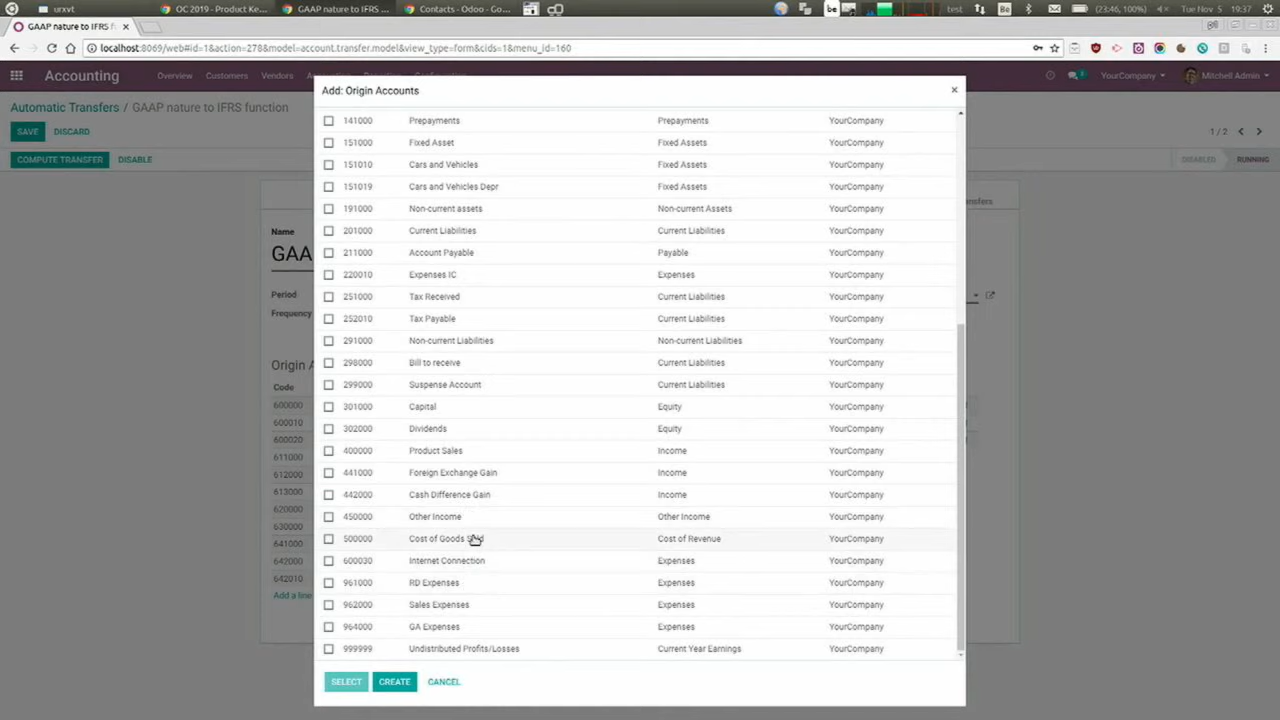 urxvt OC 2019 - Product Ke... GAAP nature to IFRS ... Contacts - Odoo - Go... test be (23:46, 100%) Be Tue Nov 5 19:37
GAAP nature to IFRS f ×
localhost:8069/web#id=1&action=278&model=account.transfer.model&view_type=form&cids=1&menu_id=160
Accounting Overview Customers Vendors YourCompany Mitchell Admin
Add: Origin Accounts ×
Automatic Transfers / GAAP nature to IFRS function
SAVE DISCARD 1 / 2
COMPUTE TRANSFER DISABLE DISABLED RUNNING
Name
GAA
Period
Frequency
Origin A
Code
600000
600010
600020
611000
612000
613000
620000
630000
641000
642000
642010
Add a line
141000 Prepayments Prepayments YourCompany
151000 Fixed Asset Fixed Assets YourCompany
151010 Cars and Vehicles Fixed Assets YourCompany
151019 Cars and Vehicles Depr Fixed Assets YourCompany
191000 Non-current assets Non-current Assets YourCompany
201000 Current Liabilities Current Liabilities YourCompany
211000 Account Payable Payable YourCompany
220010 Expenses IC Expenses YourCompany
251000 Tax Received Current Liabilities YourCompany
252010 Tax Payable Current Liabilities YourCompany
291000 Non-current Liabilities Non-current Liabilities YourCompany
298000 Bill to receive Current Liabilities YourCompany
299000 Suspense Account Current Liabilities YourCompany
301000 Capital Equity YourCompany
302000 Dividends Equity YourCompany
400000 Product Sales Income YourCompany
441000 Foreign Exchange Gain Income YourCompany
442000 Cash Difference Gain Income YourCompany
450000 Other Income Other Income YourCompany
500000 Cost of Goods Sold Cost of Revenue YourCompany
600030 Internet Connection Expenses YourCompany
961000 RD Expenses Expenses YourCompany
962000 Sales Expenses Expenses YourCompany
964000 GA Expenses Expenses YourCompany
999999 Undistributed Profits/Losses Current Year Earnings YourCompany
SELECT CREATE CANCEL